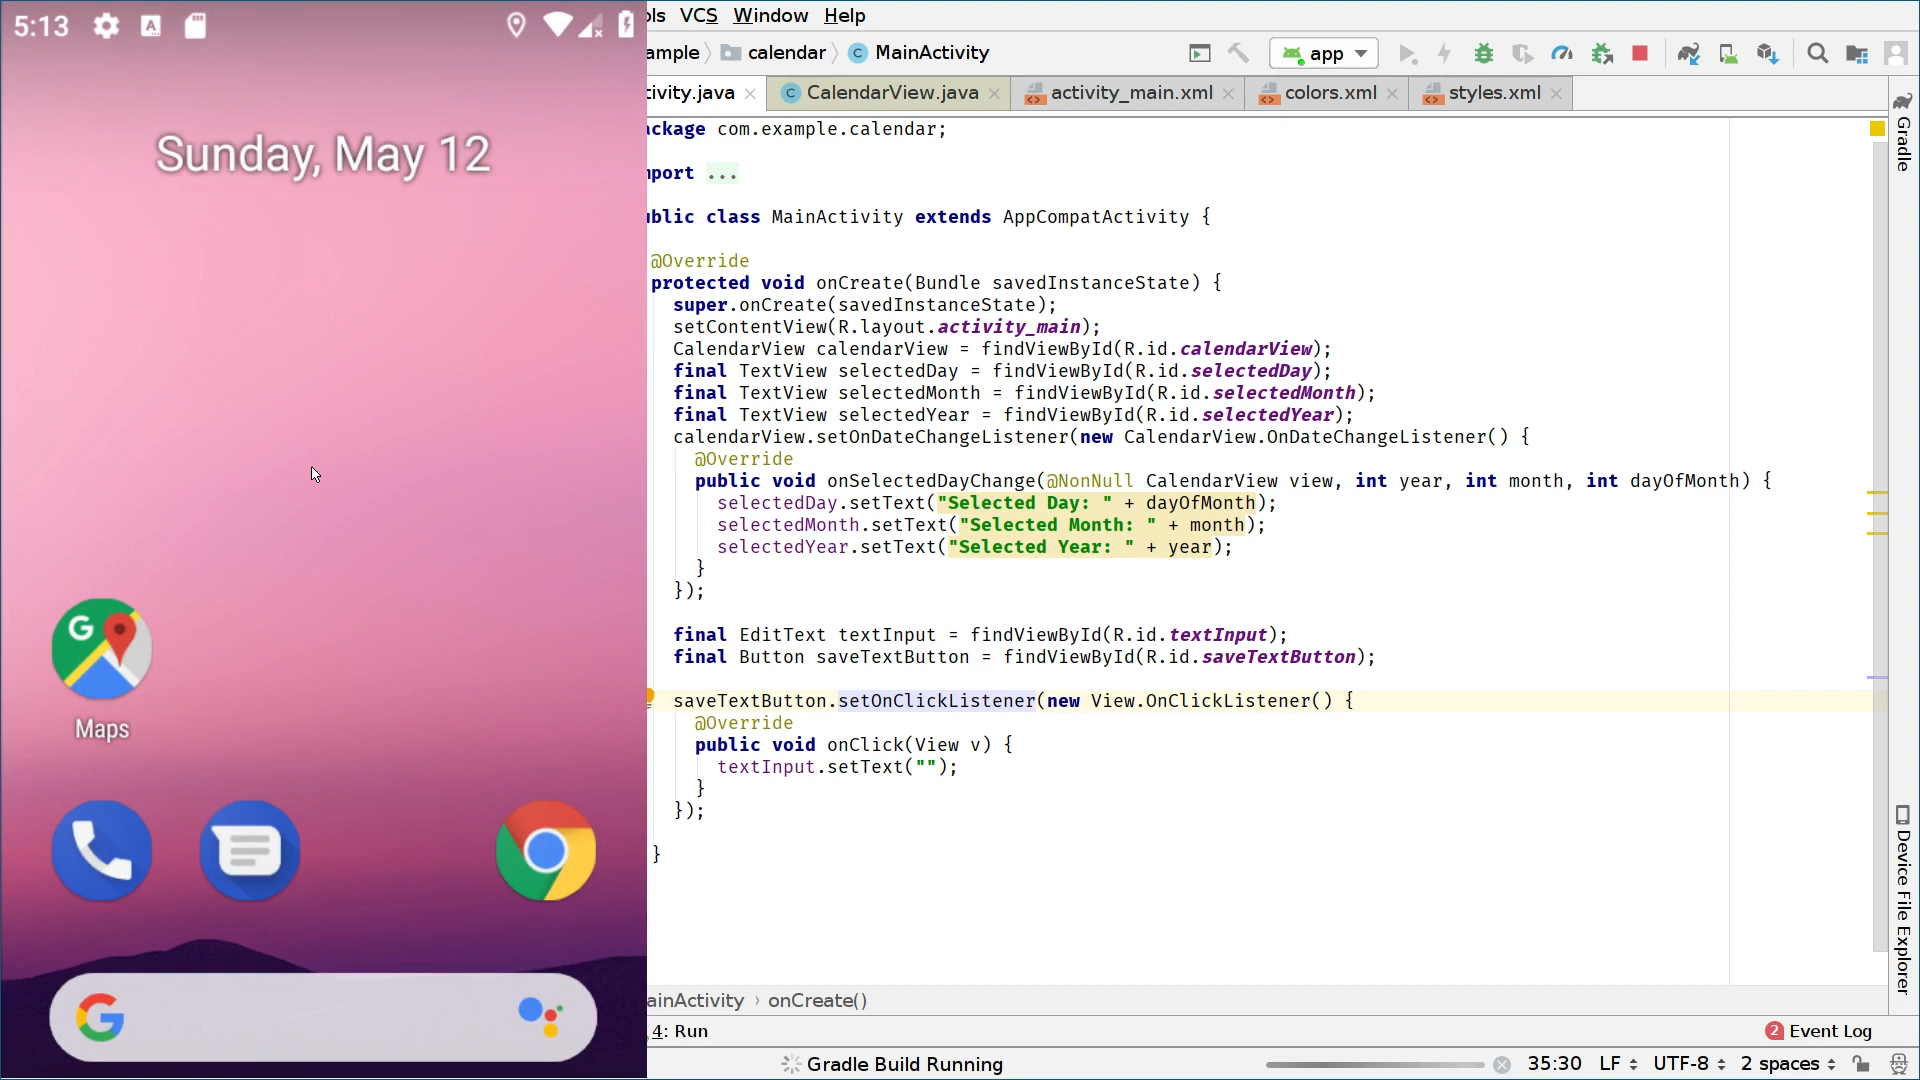 5:13
Sunday, May 12
Maps
ols VCS Window Help
ample calendar MainActivity
app
ivity.java CalendarView.java activity_main.xml colors.xml styles.xml
ackage com.example.calendar;
mport ...
ublic class MainActivity extends AppCompatActivity {
@Override
protected void onCreate(Bundle savedInstanceState) {
super.onCreate(savedInstanceState);
setContentView(R.layout.activity_main);
CalendarView calendarView = findViewById(R.id.calendarView);
final TextView selectedDay = findViewById(R.id.selectedDay);
final TextView selectedMonth = findViewById(R.id.selectedMonth);
final TextView selectedYear = findViewById(R.id.selectedYear);
calendarView.setOnDateChangeListener(new CalendarView.OnDateChangeListener() {
@Override
public void onSelectedDayChange(@NonNull CalendarView view, int year, int month, int dayOfMonth) {
selectedDay.setText("Selected Day: " + dayOfMonth);
selectedMonth.setText("Selected Month: " + month);
selectedYear.setText("Selected Year: " + year);
}
});
final EditText textInput = findViewById(R.id.textInput);
final Button saveTextButton = findViewById(R.id.saveTextButton);
saveTextButton.setOnClickListener(new View.OnClickListener() {
@Override
public void onClick(View v) {
textInput.setText("");
}
});
}
ainActivity › onCreate()
4: Run
2 Event Log
Gradle Build Running
35:30 LF UTF-8 2 spaces
Gradle
Device File Explorer